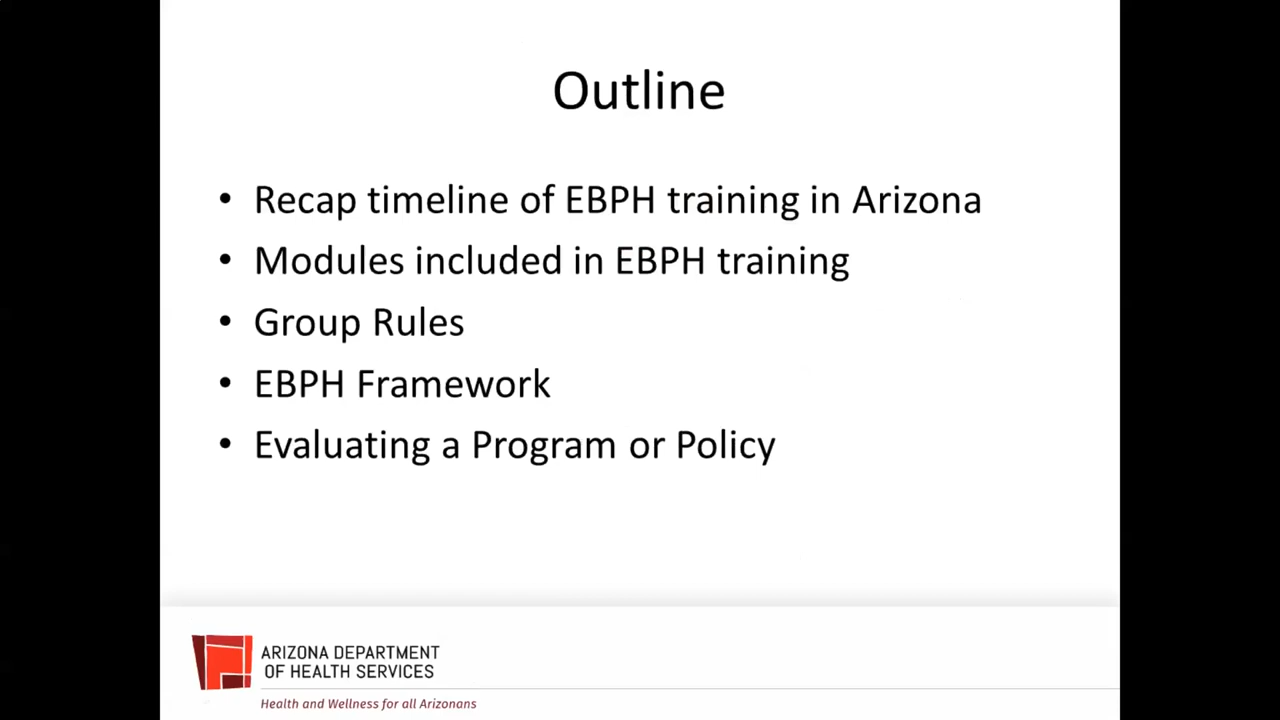 Outline
• Recap timeline of EBPH training in Arizona
• Modules included in EBPH training
• Group Rules
• EBPH Framework
• Evaluating a Program or Policy
ARIZONA DEPARTMENT
OF HEALTH SERVICES
Health and Wellness for all Arizonans